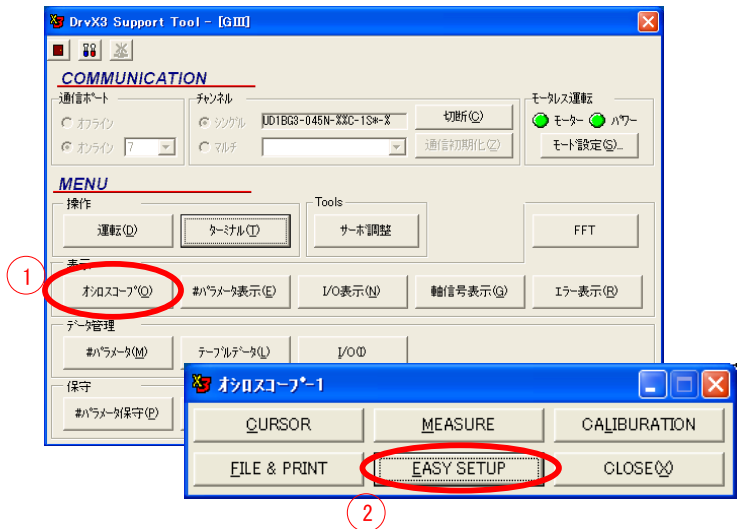 DrvX3 Support Tool - [GⅢ]
COMMUNICATION
通信ポート
オフライン
オンライン 7
チャンネル
シングル UD1BG3-045N-XXC-1S*-X 切断(C)
マルチ 通信初期化(Z)
モータレス運転
モーター パワー
モード設定(S)...
MENU
操作
運転(D)
ターミナル(T)
Tools
サーボ調整
FFT
表示
1
オシロスコープ(O)
#パラメータ表示(E)
I/O表示(N)
軸信号表示(G)
エラー表示(R)
データ管理
#パラメータ(M)
テーブルデータ(L)
I/O(I)
保守
#パラメータ保守(P)
オシロスコープ-1
CURSOR
MEASURE
CALIBURATION
FILE & PRINT
EASY SETUP
CLOSE(X)
2